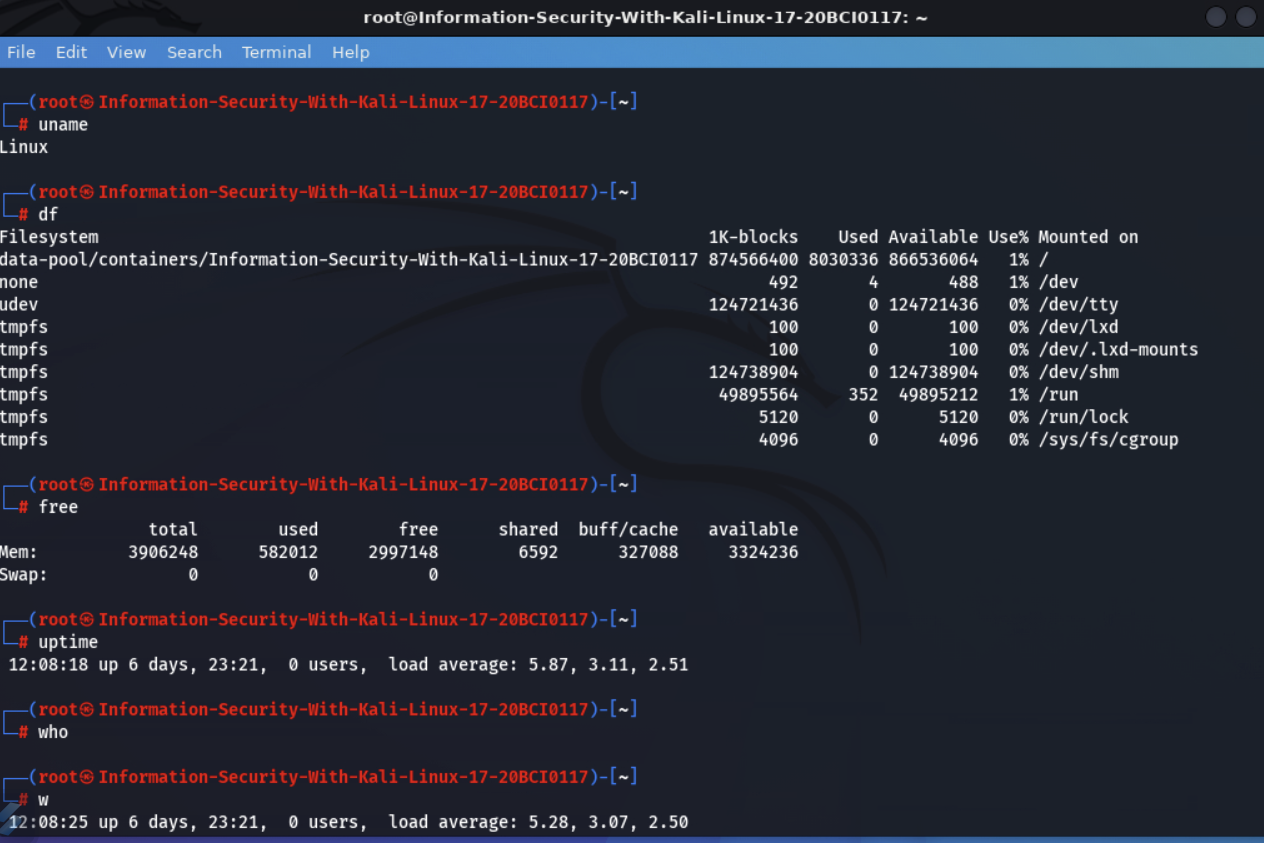 root@Information-Security-With-Kali-Linux-17-20BCI0117: ~
File Edit View Search Terminal Help
┌──(root㉿Information-Security-With-Kali-Linux-17-20BCI0117)-[~]
└─# uname
Linux
┌──(root㉿Information-Security-With-Kali-Linux-17-20BCI0117)-[~]
└─# df
Filesystem 1K-blocks Used Available Use% Mounted on
data-pool/containers/Information-Security-With-Kali-Linux-17-20BCI0117 874566400 8030336 866536064 1% /
none 492 4 488 1% /dev
udev 124721436 0 124721436 0% /dev/tty
tmpfs 100 0 100 0% /dev/lxd
tmpfs 100 0 100 0% /dev/.lxd-mounts
tmpfs 124738904 0 124738904 0% /dev/shm
tmpfs 49895564 352 49895212 1% /run
tmpfs 5120 0 5120 0% /run/lock
tmpfs 4096 0 4096 0% /sys/fs/cgroup
┌──(root㉿Information-Security-With-Kali-Linux-17-20BCI0117)-[~]
└─# free
total used free shared buff/cache available
Mem: 3906248 582012 2997148 6592 327088 3324236
Swap: 0 0 0
┌──(root㉿Information-Security-With-Kali-Linux-17-20BCI0117)-[~]
└─# uptime
12:08:18 up 6 days, 23:21, 0 users, load average: 5.87, 3.11, 2.51
┌──(root㉿Information-Security-With-Kali-Linux-17-20BCI0117)-[~]
└─# who
┌──(root㉿Information-Security-With-Kali-Linux-17-20BCI0117)-[~]
└─# w
12:08:25 up 6 days, 23:21, 0 users, load average: 5.28, 3.07, 2.50